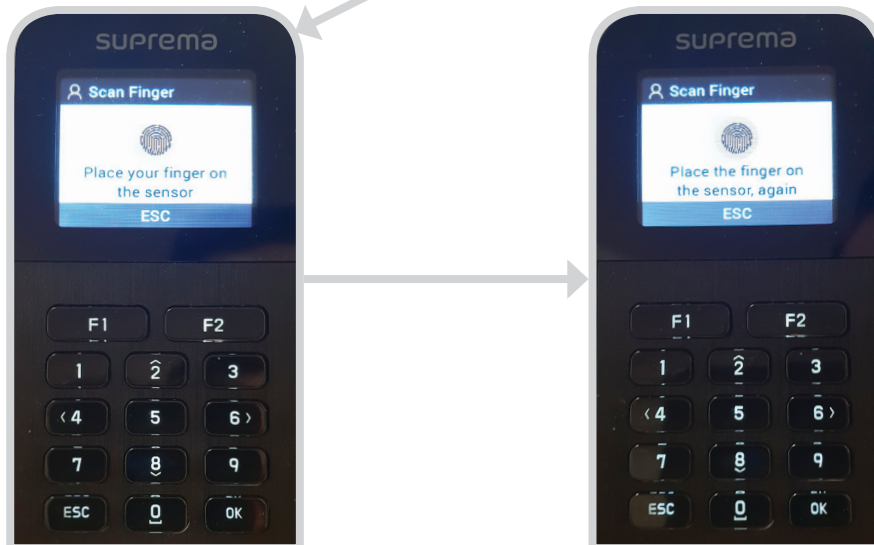 suprema
Scan Finger
Place your finger on
the sensor
ESC
F1 F2
1 2 3
4 5 6
7 8 9
ESC 0 OK
suprema
Scan Finger
Place the finger on
the sensor, again
ESC
F1 F2
1 2 3
4 5 6
7 8 9
ESC 0 OK